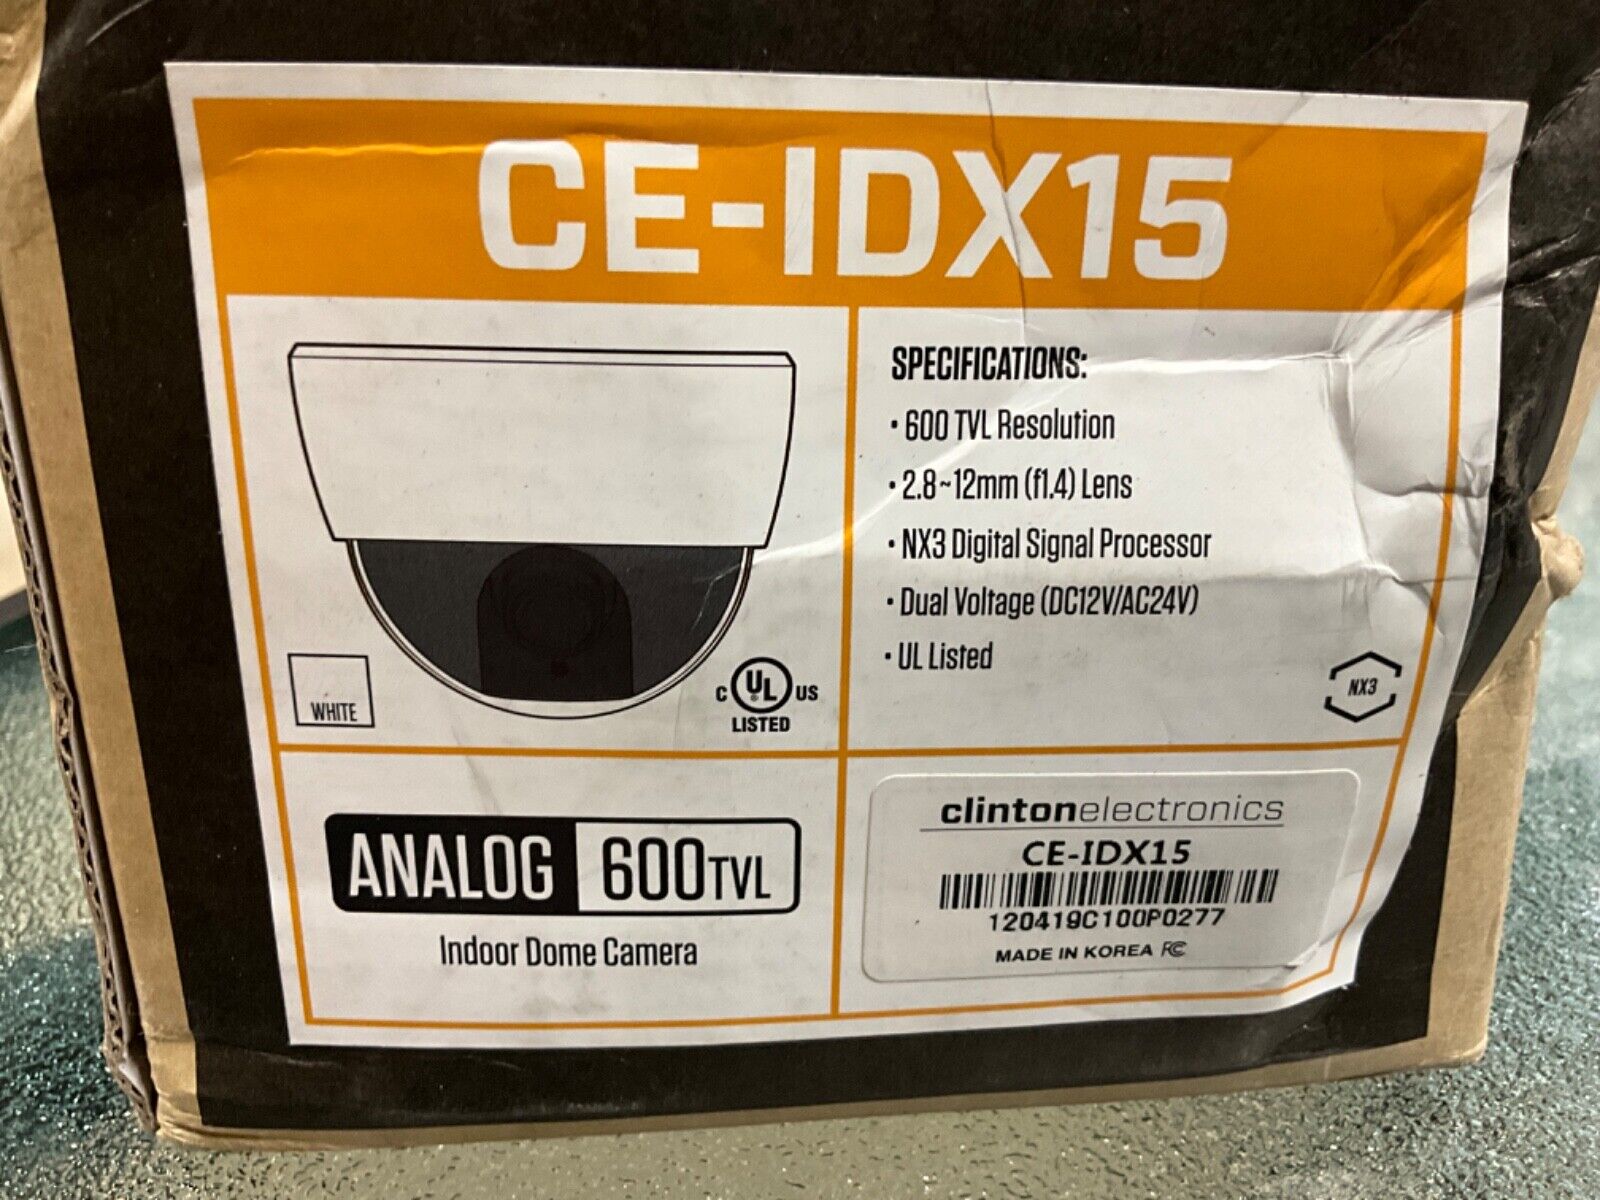 CE-IDX15
SPECIFICATIONS:
• 600 TVL Resolution
• 2.8~12mm (f1.4) Lens
• NX3 Digital Signal Processor
• Dual Voltage (DC12V/AC24V)
• UL Listed
WHITE
C UL® US
LISTED
NX3
ANALOG 600TVL
Indoor Dome Camera
clintonelectronics
CE-IDX15
120419C100P0277
MADE IN KOREA FC